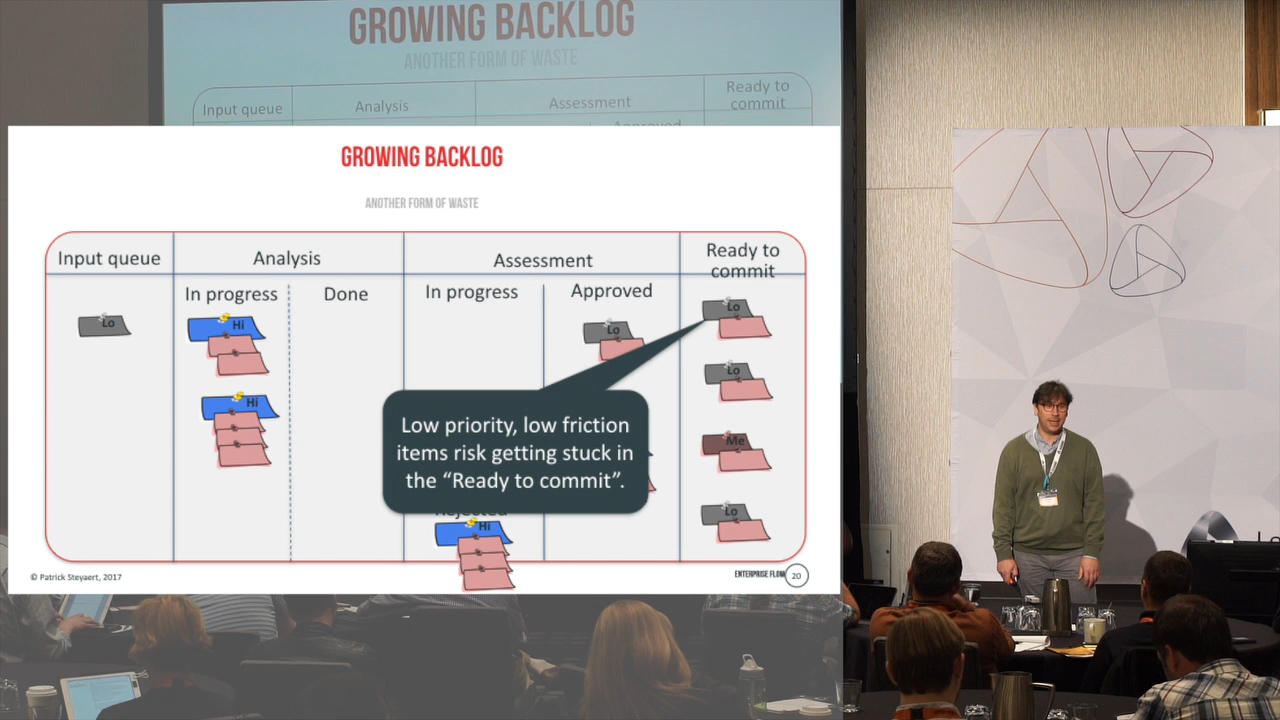 GROWING BACKLOG
ANOTHER FORM OF WASTE
Input queue
Analysis
Assessment
Ready to
commit
GROWING BACKLOG
ANOTHER FORM OF WASTE
Input queue
Analysis
Assessment
Ready to
commit
In progress
Done
In progress
Approved
Lo
Hi
Lo
Lo
Lo
Hi
Me
Low priority, low friction
items risk getting stuck in
the “Ready to commit”.
Lo
Hi
© Patrick Steyaert, 2017
ENTERPRISE FLOW
20